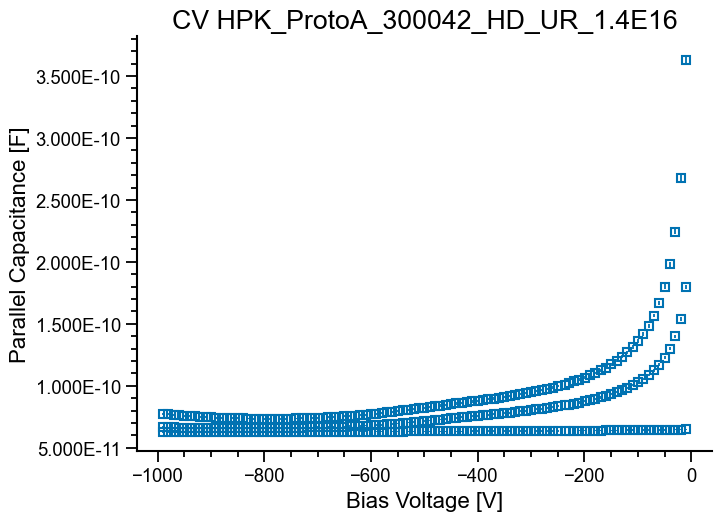 CV HPK_ProtoA_300042_HD_UR_1.4E16
Parallel Capacitance [F]
3.500E-10
3.000E-10
2.500E-10
2.000E-10
1.500E-10
1.000E-10
5.000E-11
−1000 −800 −600 −400 −200 0
Bias Voltage [V]